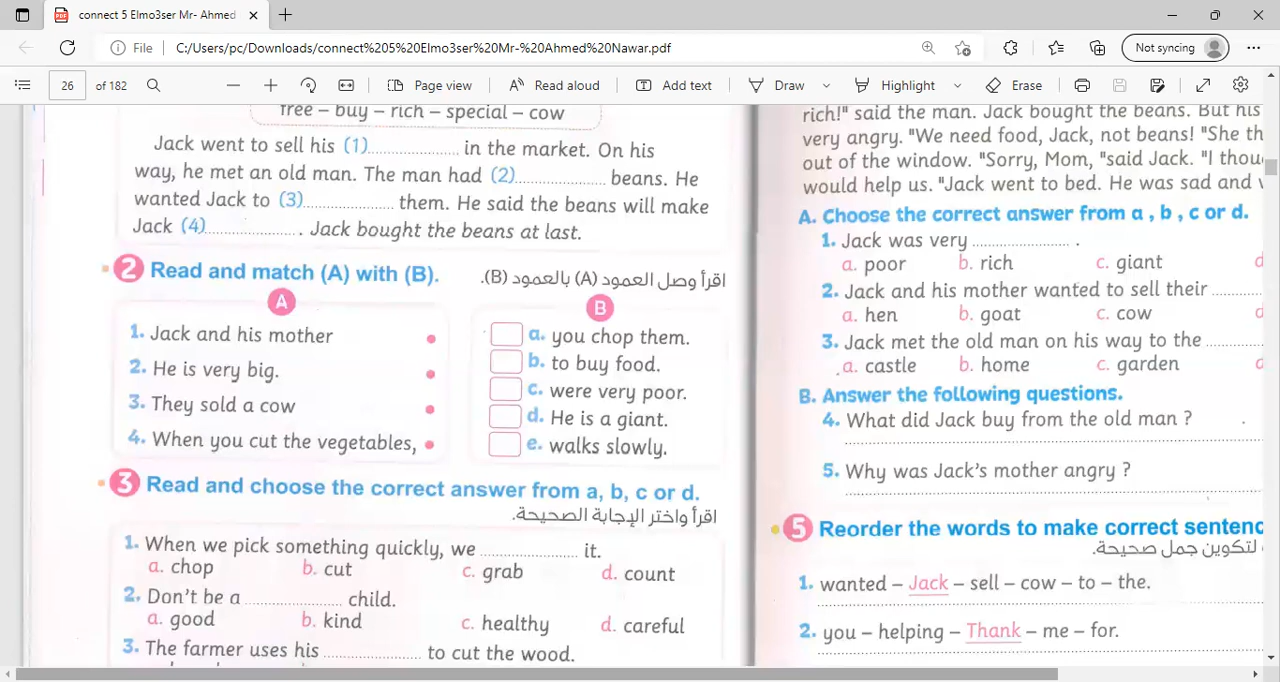 connect 5 Elmo3ser Mr- Ahmed
File
C:/Users/pc/Downloads/connect%205%20Elmo3ser%20Mr-%20Ahmed%20Nawar.pdf
Not syncing
26 of 182
Page view
Read aloud
Add text
Draw
Highlight
Erase
free – buy – rich – special – cow
Jack went to sell his (1).................. in the market. On his
way, he met an old man. The man had (2).................. beans. He
wanted Jack to (3).................. them. He said the beans will make
Jack (4).................. . Jack bought the beans at last.
2 Read and match (A) with (B).
اقرأ وصل العمود (A) بالعمود (B).
A
1. Jack and his mother
2. He is very big.
3. They sold a cow
4. When you cut the vegetables,
B
a. you chop them.
b. to buy food.
c. were very poor.
d. He is a giant.
e. walks slowly.
3 Read and choose the correct answer from a, b, c or d.
اقرأ واختر الإجابة الصحيحة.
1. When we pick something quickly, we .................. it.
a. chop b. cut c. grab d. count
2. Don't be a .................. child.
a. good b. kind c. healthy d. careful
3. The farmer uses his .................. to cut the wood.
rich!" said the man. Jack bought the beans. But his
very angry. "We need food, Jack, not beans! "She th
out of the window. "Sorry, Mom, "said Jack. "I thou
would help us. "Jack went to bed. He was sad and
A. Choose the correct answer from a , b , c or d.
1. Jack was very .................. .
a. poor b. rich c. giant
2. Jack and his mother wanted to sell their ..........
a. hen b. goat c. cow
3. Jack met the old man on his way to the ..........
a. castle b. home c. garden
B. Answer the following questions.
4. What did Jack buy from the old man ?
5. Why was Jack's mother angry ?
5 Reorder the words to make correct sentenc
لتكوين جمل صحيحة.
1. wanted – Jack – sell – cow – to – the.
2. you – helping – Thank – me – for.